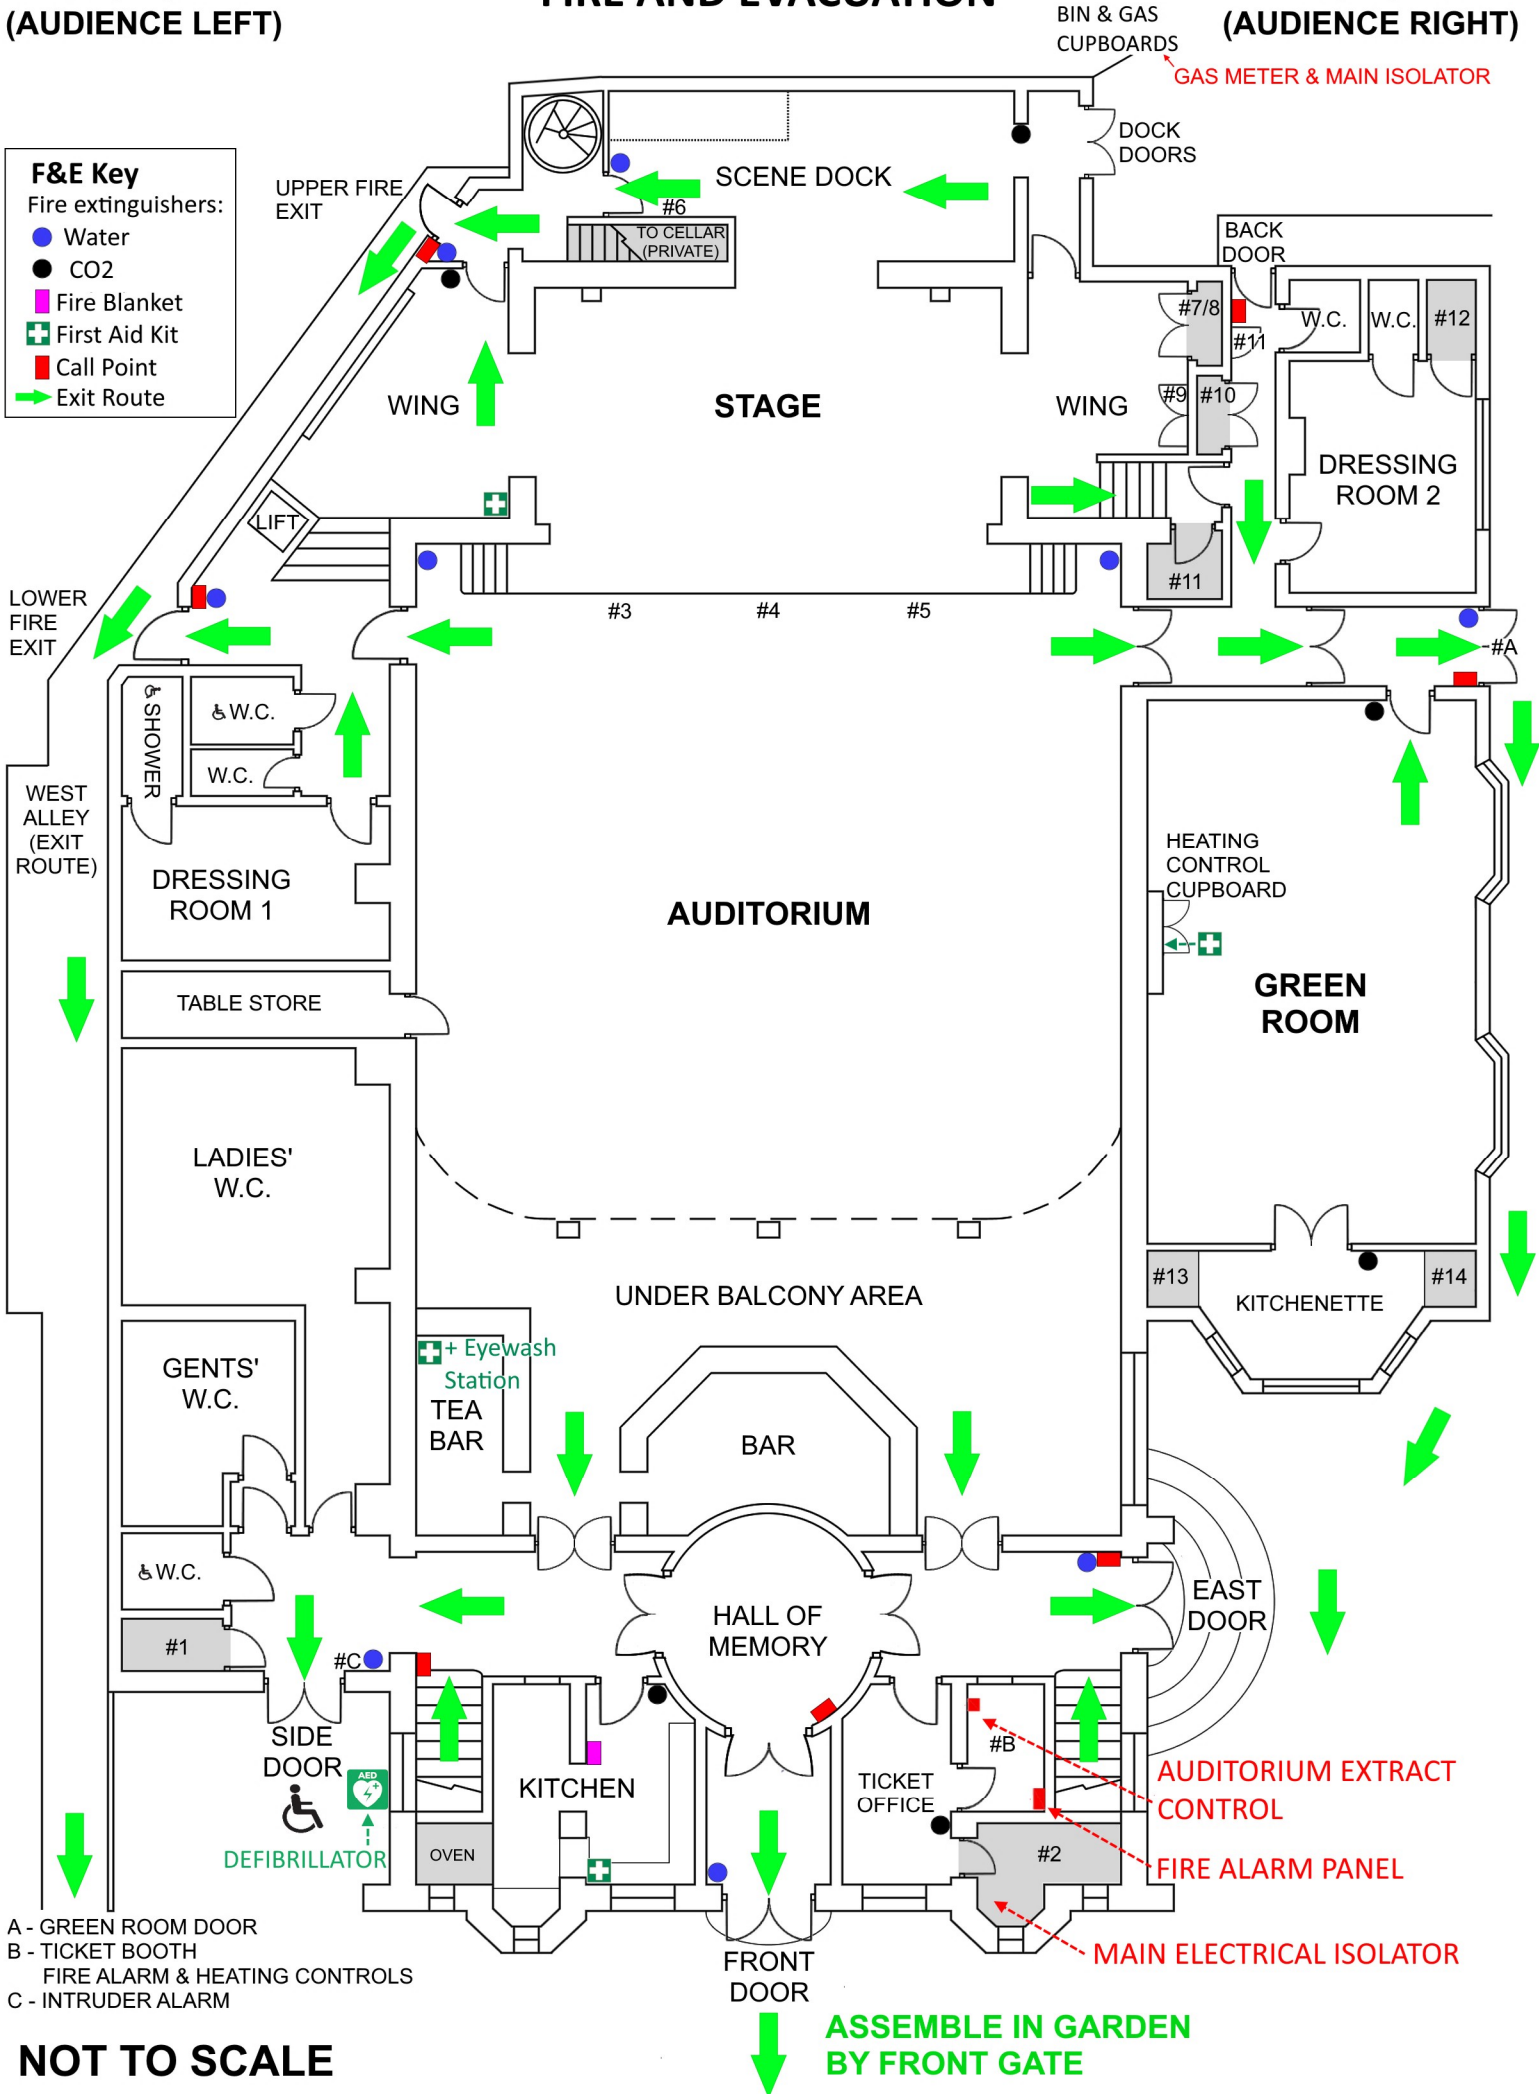 FIRE AND EVACUATION
(AUDIENCE LEFT)
BIN & GAS
CUPBOARDS
(AUDIENCE RIGHT)
GAS METER & MAIN ISOLATOR
DOCK
DOORS
F&E Key
Fire extinguishers:
Water
CO2
Fire Blanket
First Aid Kit
Call Point
Exit Route
UPPER FIRE
EXIT
SCENE DOCK
#6
TO CELLAR
(PRIVATE)
BACK
DOOR
#7/8
#11
W.C.
W.C.
#12
WING
STAGE
WING
#9
#10
DRESSING
ROOM 2
LIFT
#11
LOWER
FIRE
EXIT
#3
#4
#5
#A
SHOWER
W.C.
W.C.
WEST
ALLEY
(EXIT
ROUTE)
DRESSING
ROOM 1
HEATING
CONTROL
CUPBOARD
AUDITORIUM
GREEN
ROOM
TABLE STORE
LADIES'
W.C.
UNDER BALCONY AREA
#13
#14
KITCHENETTE
GENTS'
W.C.
+ Eyewash
Station
TEA
BAR
BAR
W.C.
#1
HALL OF
MEMORY
EAST
DOOR
#C
SIDE
DOOR
AED
DEFIBRILLATOR
KITCHEN
OVEN
TICKET
OFFICE
#B
#2
AUDITORIUM EXTRACT
CONTROL
FIRE ALARM PANEL
MAIN ELECTRICAL ISOLATOR
A - GREEN ROOM DOOR
B - TICKET BOOTH
FIRE ALARM & HEATING CONTROLS
C - INTRUDER ALARM
FRONT
DOOR
ASSEMBLE IN GARDEN
BY FRONT GATE
NOT TO SCALE